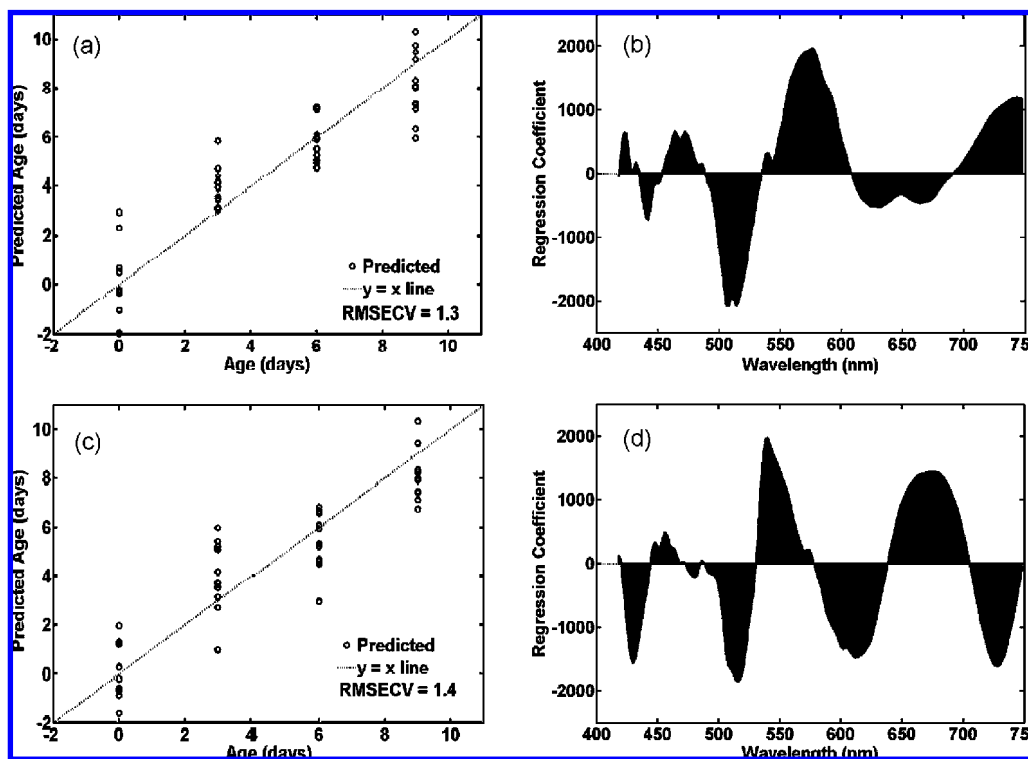 (a)
Predicted Age (days)
10
8
6
4
2
0
-2
-2 0 2 4 6 8 10
Age (days)
Predicted
y = x line
RMSECV = 1.3
(b)
Regression Coefficient
2000
1000
0
-1000
-2000
400 450 500 550 600 650 700 75
Wavelength (nm)
(c)
Predicted Age (days)
10
8
6
4
2
0
-2
-2 0 2 4 6 8 10
Age (days)
Predicted
y = x line
RMSECV = 1.4
(d)
Regression Coefficient
2000
1000
0
-1000
-2000
400 450 500 550 600 650 700 75
Wavelength (nm)